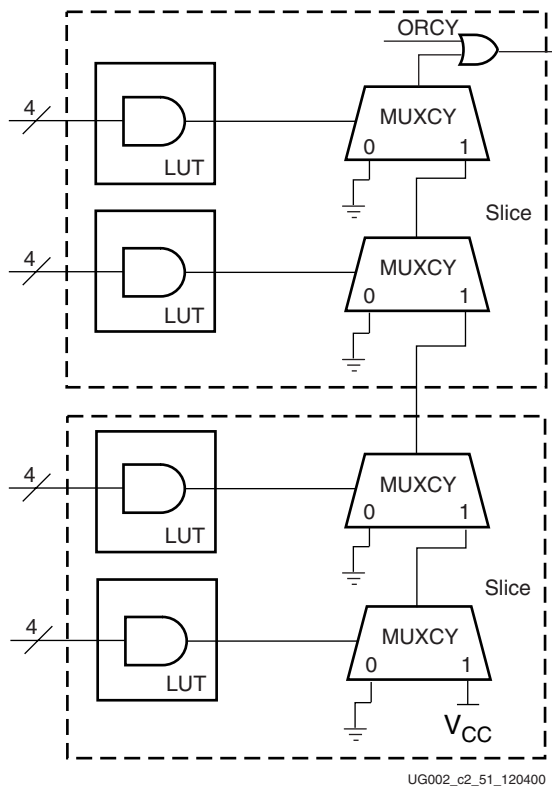 ORCY
4
MUXCY
0 1
LUT
Slice
4
MUXCY
0 1
LUT
4
MUXCY
0 1
LUT
Slice
4
MUXCY
0 1
LUT
VCC
UG002_c2_51_120400